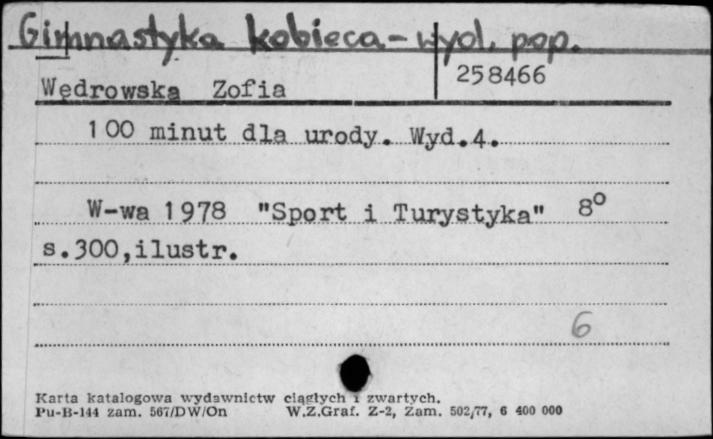 Gimnastyka kobieca - wyd. pop.
258466
Wędrowska Zofia
100 minut dla urody. Wyd.4.
W-wa 1978 "Sport i Turystyka" 8°
s.300,ilustr.
6
Karta katalogowa wydawnictw ciągłych i zwartych.
Pu-B-144 zam. 567/DW/On W.Z.Graf. Z-2, Zam. 502/77, 6 400 000